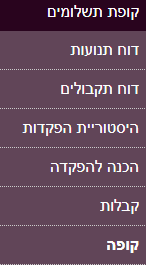 קופת תשלומים
דוח תנועות
דוח תקבולים
היסטוריית הפקדות
הכנה להפקדה
קבלות
קופה